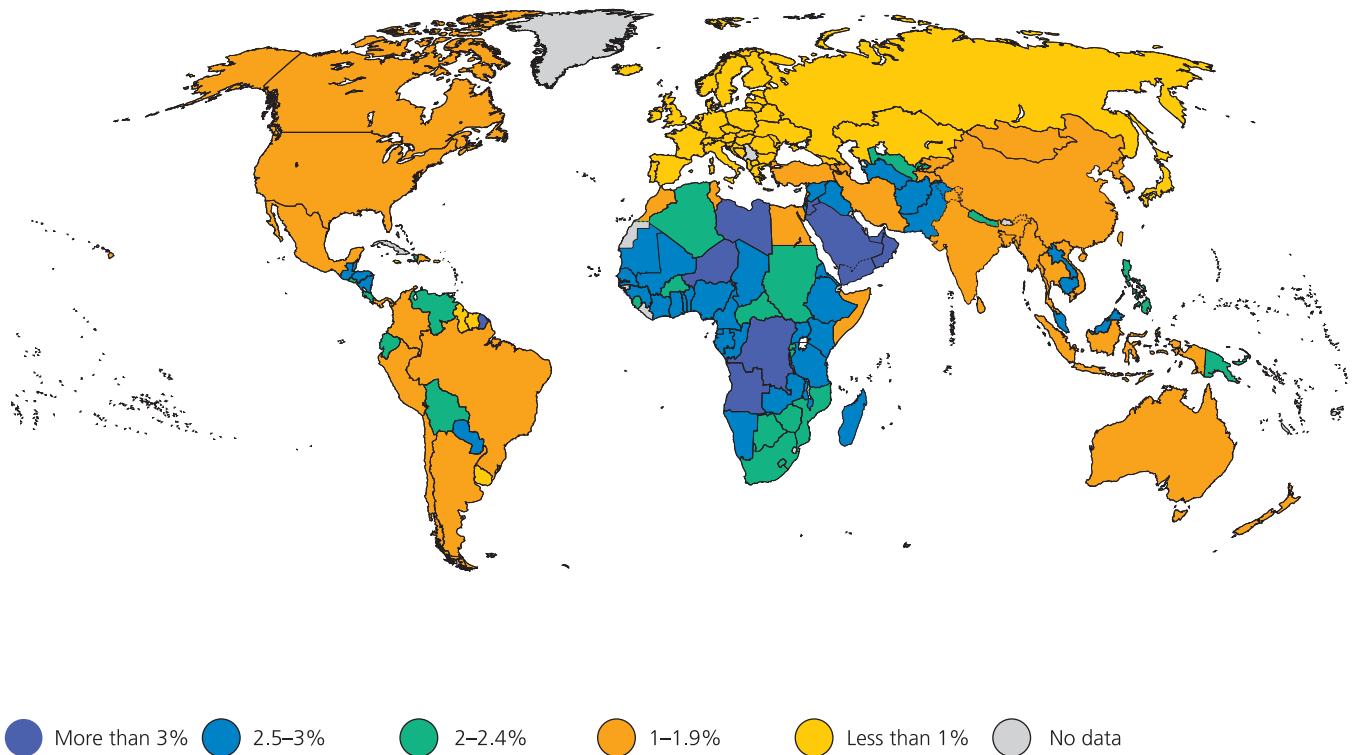 More than 3% 2.5–3% 2–2.4% 1–1.9% Less than 1% No data